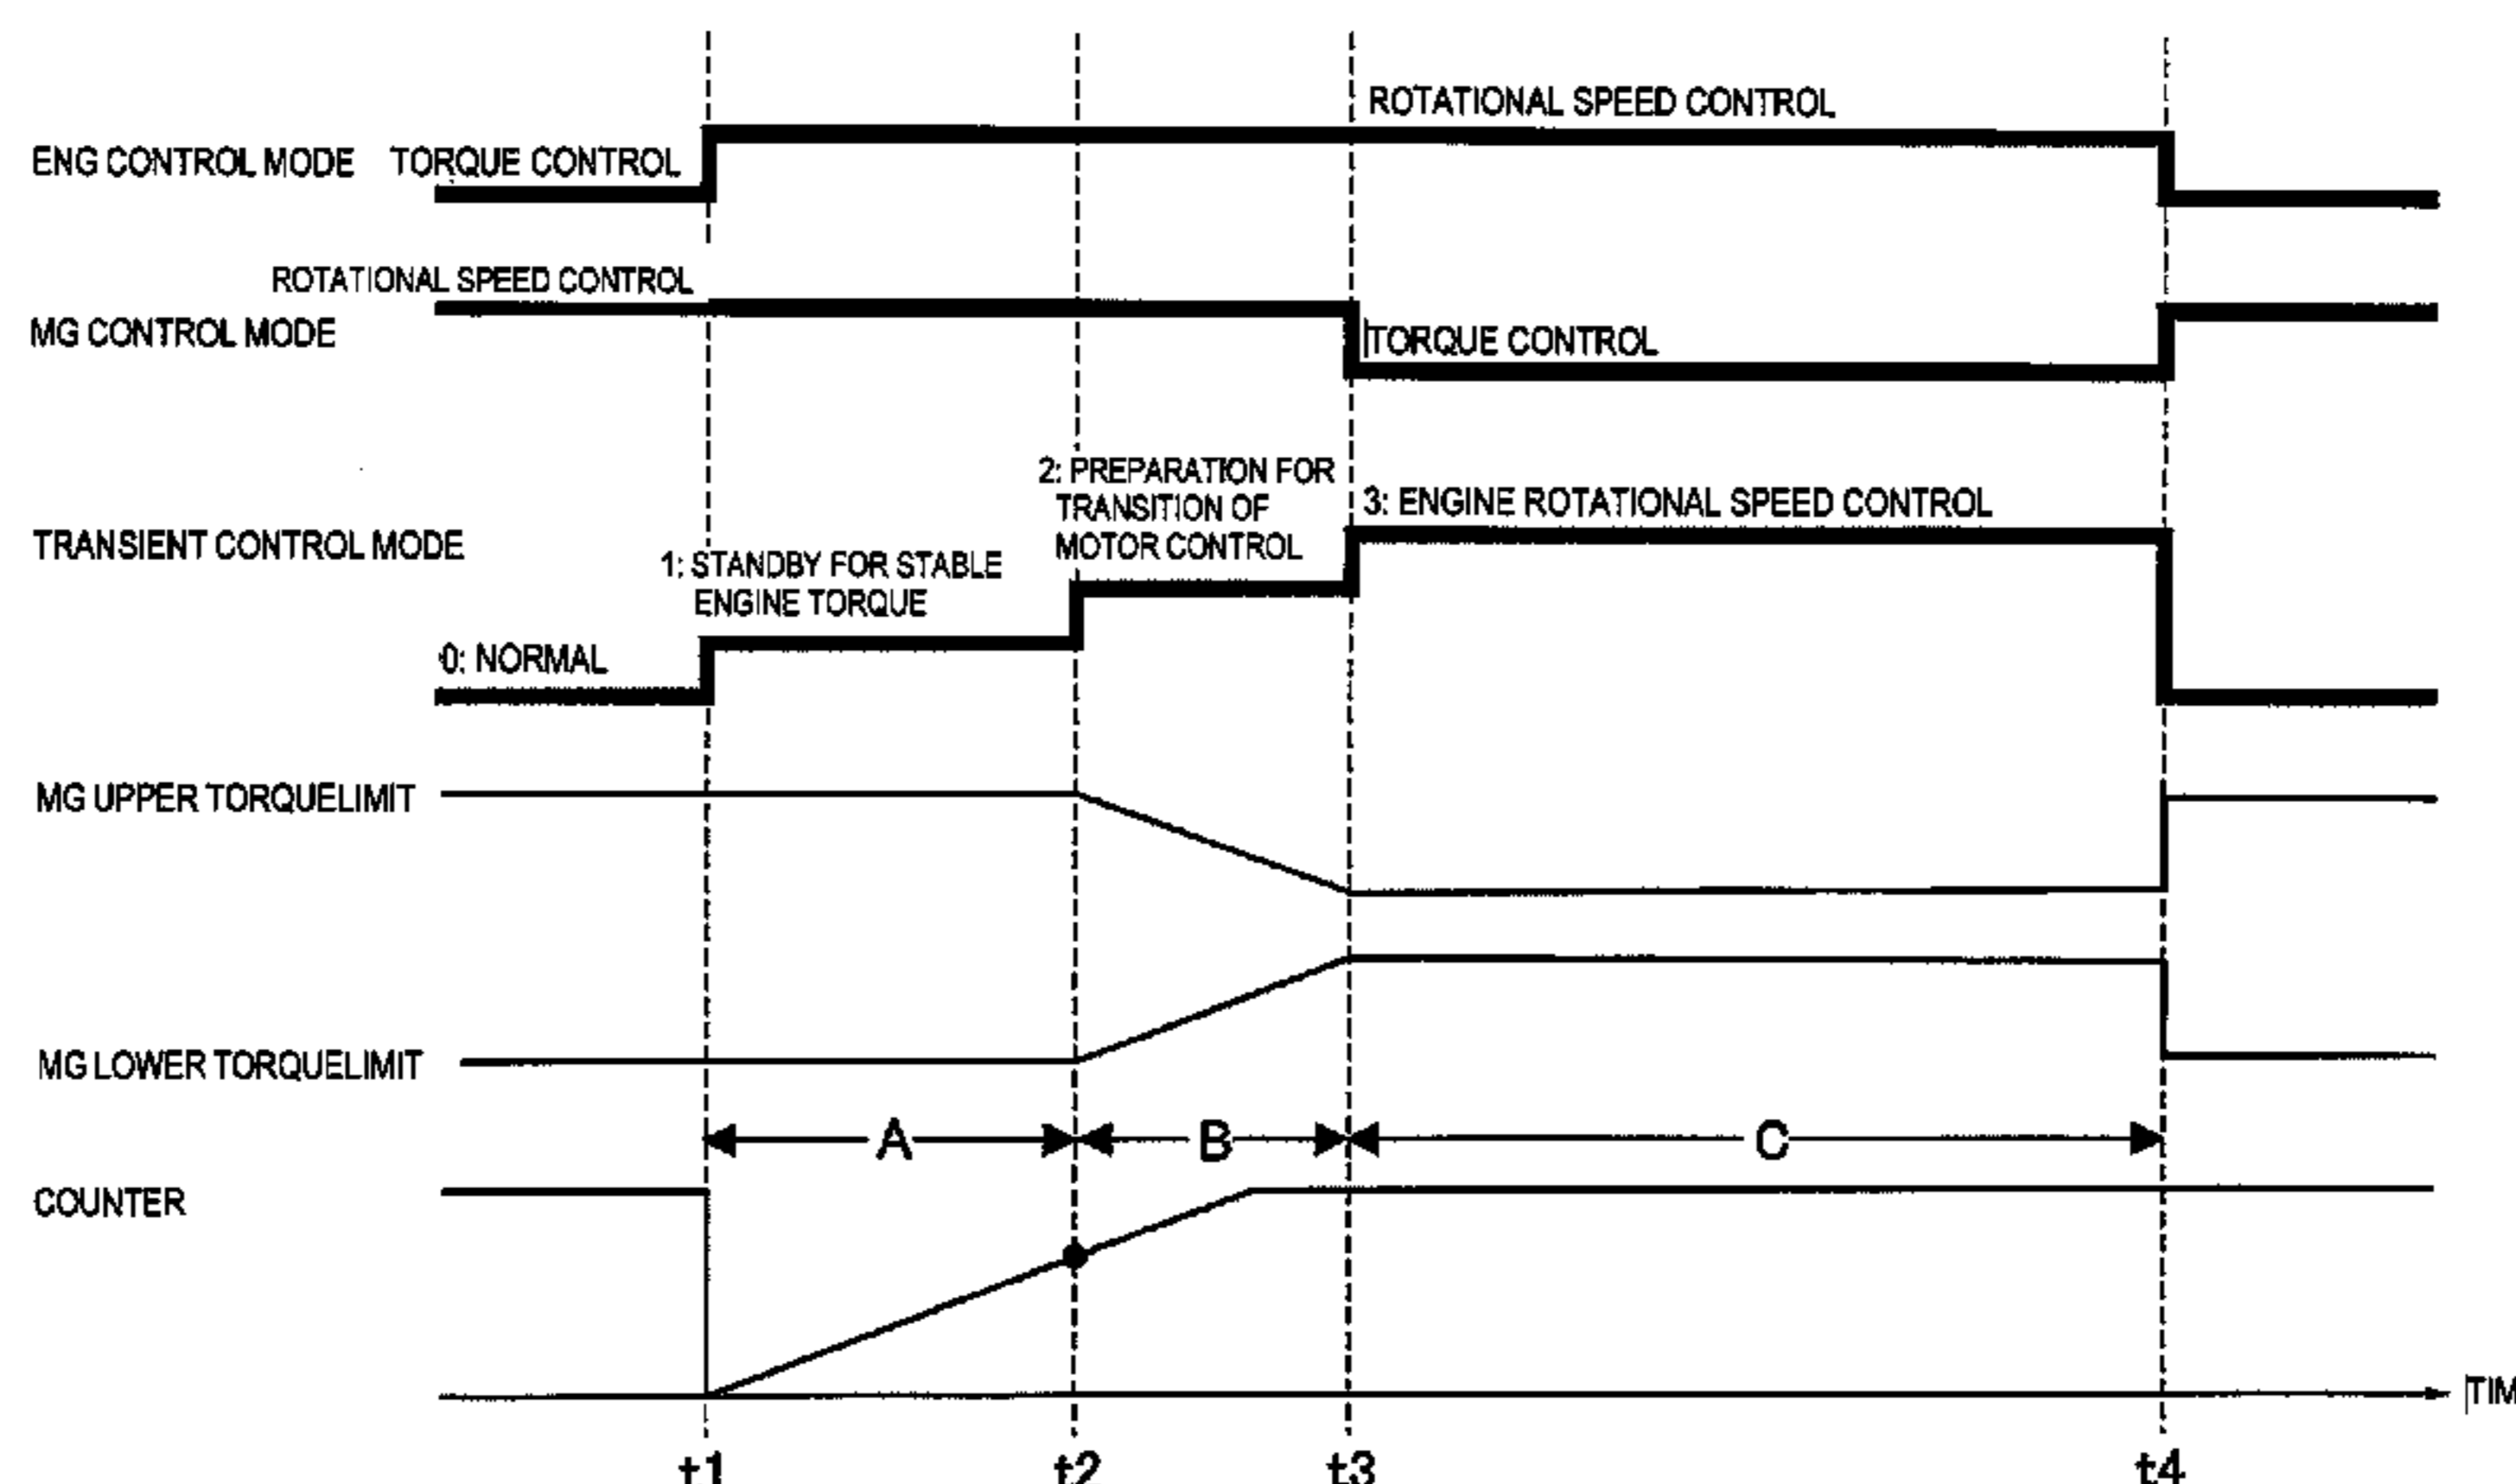 ROTATIONAL SPEED CONTROL
ENG CONTROL MODE TORQUE CONTROL
ROTATIONAL SPEED CONTROL
MG CONTROL MODE
TORQUE CONTROL
2: PREPARATION FOR
TRANSITION OF
MOTOR CONTROL
3: ENGINE ROTATIONAL SPEED CONTROL
TRANSIENT CONTROL MODE
1: STANDBY FOR STABLE
ENGINE TORQUE
0: NORMAL
MG UPPER TORQUELIMIT
MG LOWER TORQUELIMIT
A B C
COUNTER
TIM
t1 t2 t3 t4